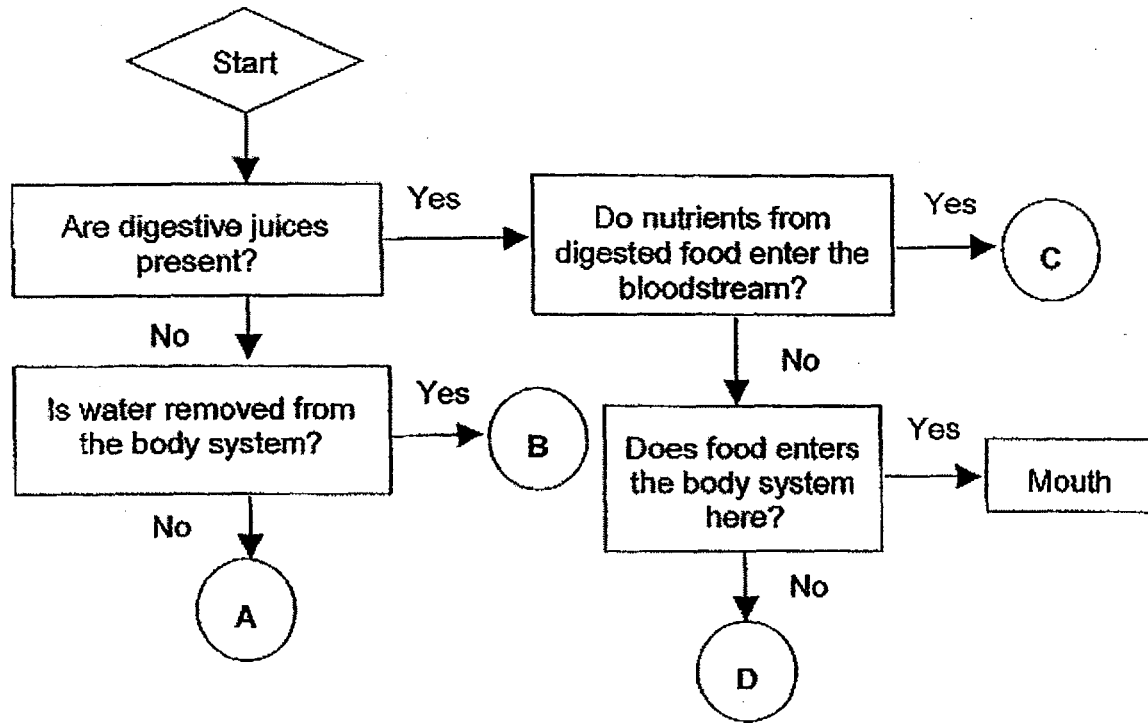 Start
Are digestive juices
present?
Yes
Do nutrients from
digested food enter the
bloodstream?
Yes
C
No
Is water removed from
the body system?
Yes
B
No
A
No
Does food enters
the body system
here?
Yes
Mouth
No
D